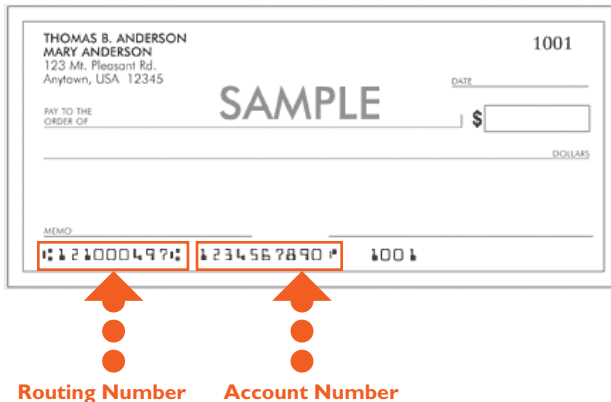 THOMAS B. ANDERSON
MARY ANDERSON
123 Mt. Pleasant Rd.
Anytown, USA 12345
1001
DATE
SAMPLE
PAY TO THE
ORDER OF
$
DOLLARS
MEMO
⑆121000497⑆ 1234567890⑈ 1001
Routing Number Account Number